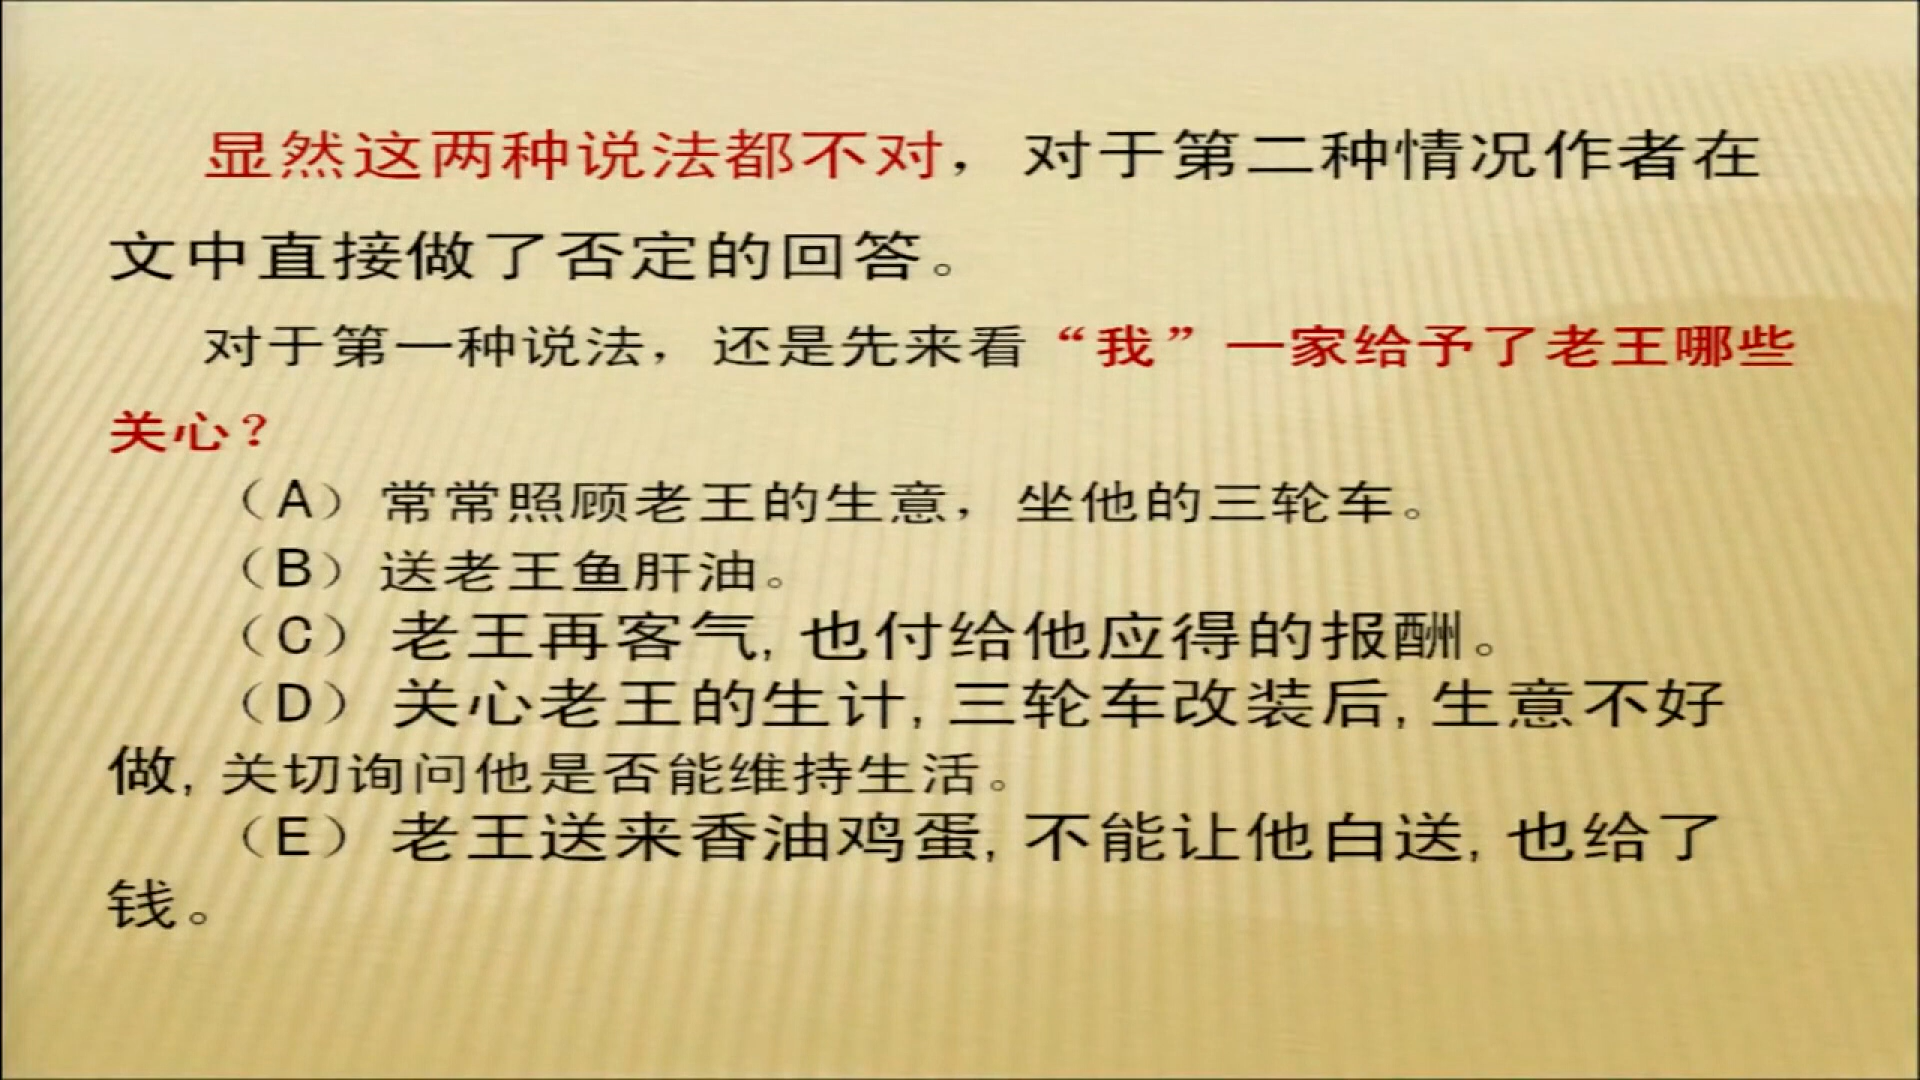 显然这两种说法都不对，对于第二种情况作者在
文中直接做了否定的回答。
对于第一种说法，还是先来看“我”一家给予了老王哪些
关心？
（A）常常照顾老王的生意，坐他的三轮车。
（B）送老王鱼肝油。
（C）老王再客气,也付给他应得的报酬。
（D）关心老王的生计,三轮车改装后,生意不好
做,关切询问他是否能维持生活。
（E）老王送来香油鸡蛋,不能让他白送,也给了
钱。